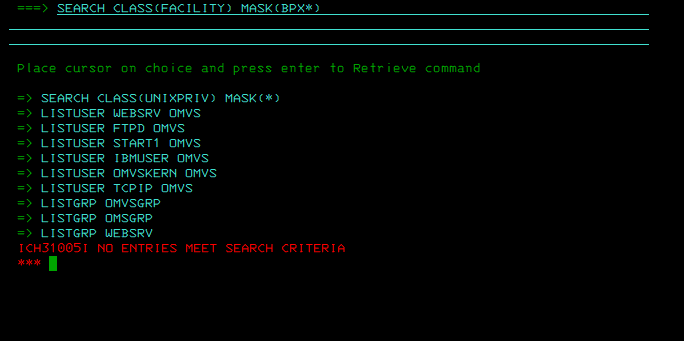 ===> SEARCH CLASS(FACILITY) MASK(BPX*)
Place cursor on choice and press enter to Retrieve command
=> SEARCH CLASS(UNIXPRIV) MASK(*)
=> LISTUSER WEBSRV OMVS
=> LISTUSER FTPD OMVS
=> LISTUSER START1 OMVS
=> LISTUSER IBMUSER OMVS
=> LISTUSER OMVSKERN OMVS
=> LISTUSER TCPIP OMVS
=> LISTGRP OMVSGRP
=> LISTGRP OMSGRP
=> LISTGRP WEBSRV
ICH31005I NO ENTRIES MEET SEARCH CRITERIA
***